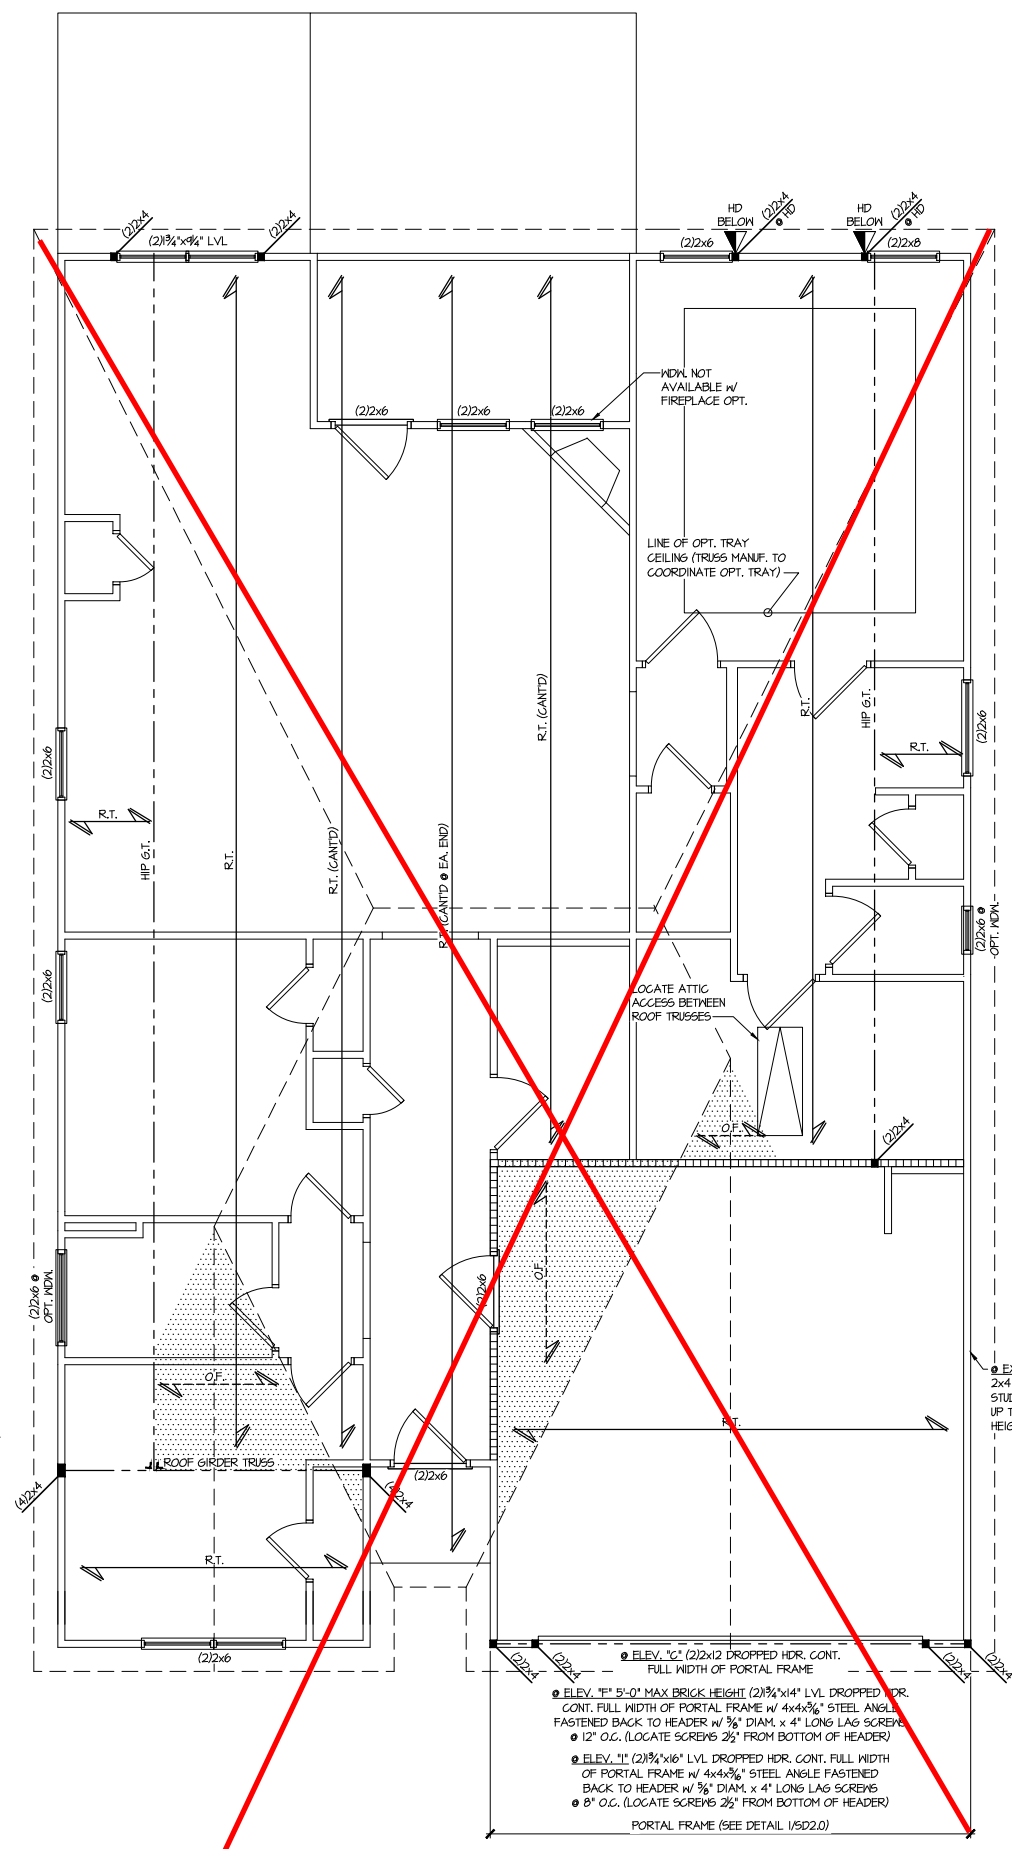 (2)2x4
(2)1¾"x9¼" LVL
(2)2x4
HD
BELOW
(2)2x4
@ HD
HD
BELOW
(2)2x4
@ HD
(2)2x6
(2)2x8
WDW. NOT
AVAILABLE W/
FIREPLACE OPT.
(2)2x6
(2)2x6
(2)2x6
LINE OF OPT. TRAY
CEILING (TRUSS MANUF. TO
COORDINATE OPT. TRAY)
R.T. (CANT'D)
R.T.
HIP G.T.
(2)2x6
R.T.
(2)2x6
R.T.
HIP G.T.
R.T.
R.T. (CANT'D)
R.T. (CANT'D @ EA. END)
(2)2x6 @
OPT. WDW.
(2)2x6
LOCATE ATTIC
ACCESS BETWEEN
ROOF TRUSSES
O.F.
(2)2x4
(2)2x6 @
OPT. WDW.
O.F.
(2)2x6
O.F.
2x4
UP
R.T.
ROOF GIRDER TRUSS
(4)2x4
(4)2x4
(2)2x6
R.T.
(2)2x6
(2)2x4
(2)2x4
(2)2x4
(2)2x4
@ ELEV. "C" (2)2x12 DROPPED HDR. CONT.
FULL WIDTH OF PORTAL FRAME
@ ELEV. "F" 5'-0" MAX BRICK HEIGHT (2)1¾"x14" LVL DROPPED HDR.
CONT. FULL WIDTH OF PORTAL FRAME W/ 4x4x5⁄16" STEEL ANGLE
FASTENED BACK TO HEADER W/ ⅝" DIAM. x 4" LONG LAG SCREWS
@ 12" O.C. (LOCATE SCREWS 2½" FROM BOTTOM OF HEADER)
@ ELEV. "I" (2)1¾"x16" LVL DROPPED HDR. CONT. FULL WIDTH
OF PORTAL FRAME W/ 4x4x5⁄16" STEEL ANGLE FASTENED
BACK TO HEADER W/ ⅝" DIAM. x 4" LONG LAG SCREWS
@ 8" O.C. (LOCATE SCREWS 2½" FROM BOTTOM OF HEADER)
PORTAL FRAME (SEE DETAIL 1/SD2.0)